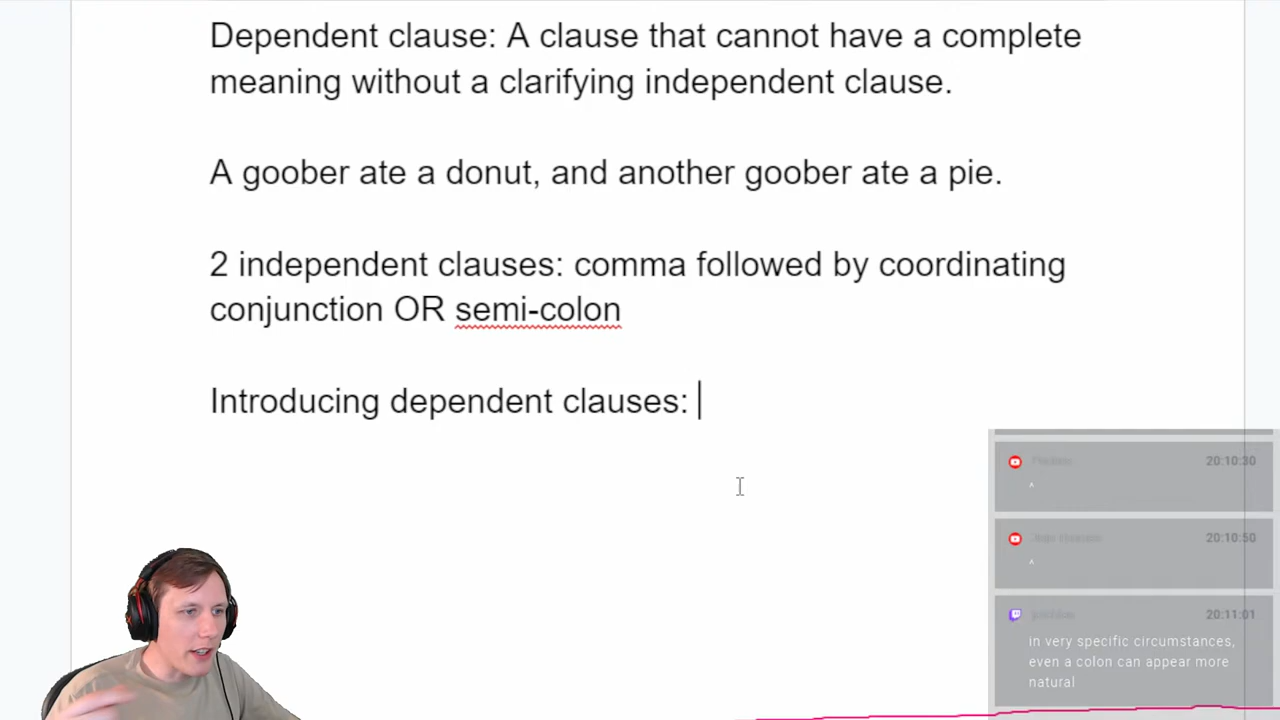 Dependent clause: A clause that cannot have a complete
meaning without a clarifying independent clause.
A goober ate a donut, and another goober ate a pie.
2 independent clauses: comma followed by coordinating
conjunction OR semi-colon
Introducing dependent clauses:
20:10:30
^
20:10:50
^
20:11:01
in very specific circumstances,
even a colon can appear more
natural